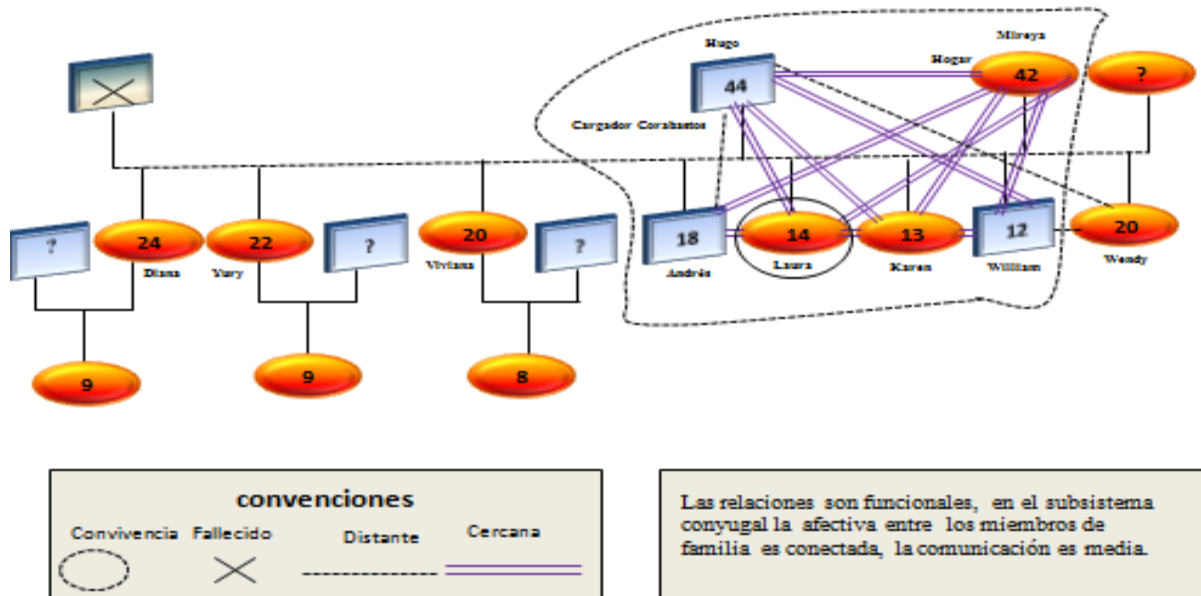 Hugo
Mireya
Hogar
44
42
?
Cargador Corabastos
?
24
22
?
20
?
18
14
13
12
20
Diana
Yury
Viviana
Andrés
Laura
Karen
William
Wendy
9
9
8
convenciones
Convivencia Fallecido Distante Cercana
Las relaciones son funcionales, en el subsistema
conyugal la afectiva entre los miembros de
familia es conectada, la comunicación es media.